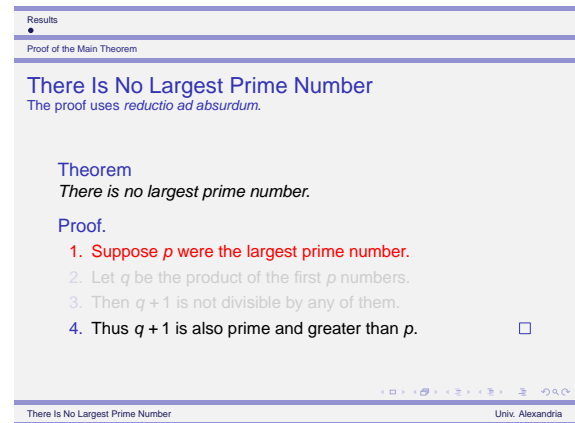 Results
Proof of the Main Theorem
There Is No Largest Prime Number
The proof uses reductio ad absurdum.
Theorem
There is no largest prime number.
Proof.
1. Suppose p were the largest prime number.
2. Let q be the product of the first p numbers.
3. Then q + 1 is not divisible by any of them.
4. Thus q + 1 is also prime and greater than p.
There Is No Largest Prime Number Univ. Alexandria